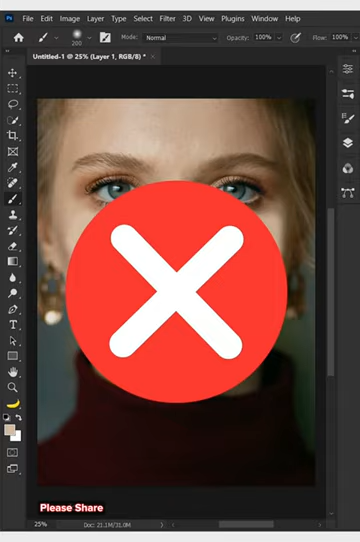 Ps File Edit Image Layer Type Select Filter 3D View Plugins Window Help
200 Mode: Normal Opacity: 100% Flow: 100%
Untitled-1 @ 25% (Layer 1, RGB/8) * ×
T
Please Share
25% Doc: 21.1M/31.0M